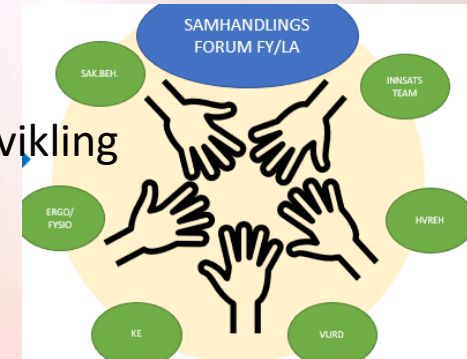 SAMHANDLINGS
FORUM FY/LA
SAK.BEH.
INNSATS
TEAM
vikling
ERGO/
FYSIO
HVREH
KE
VURD